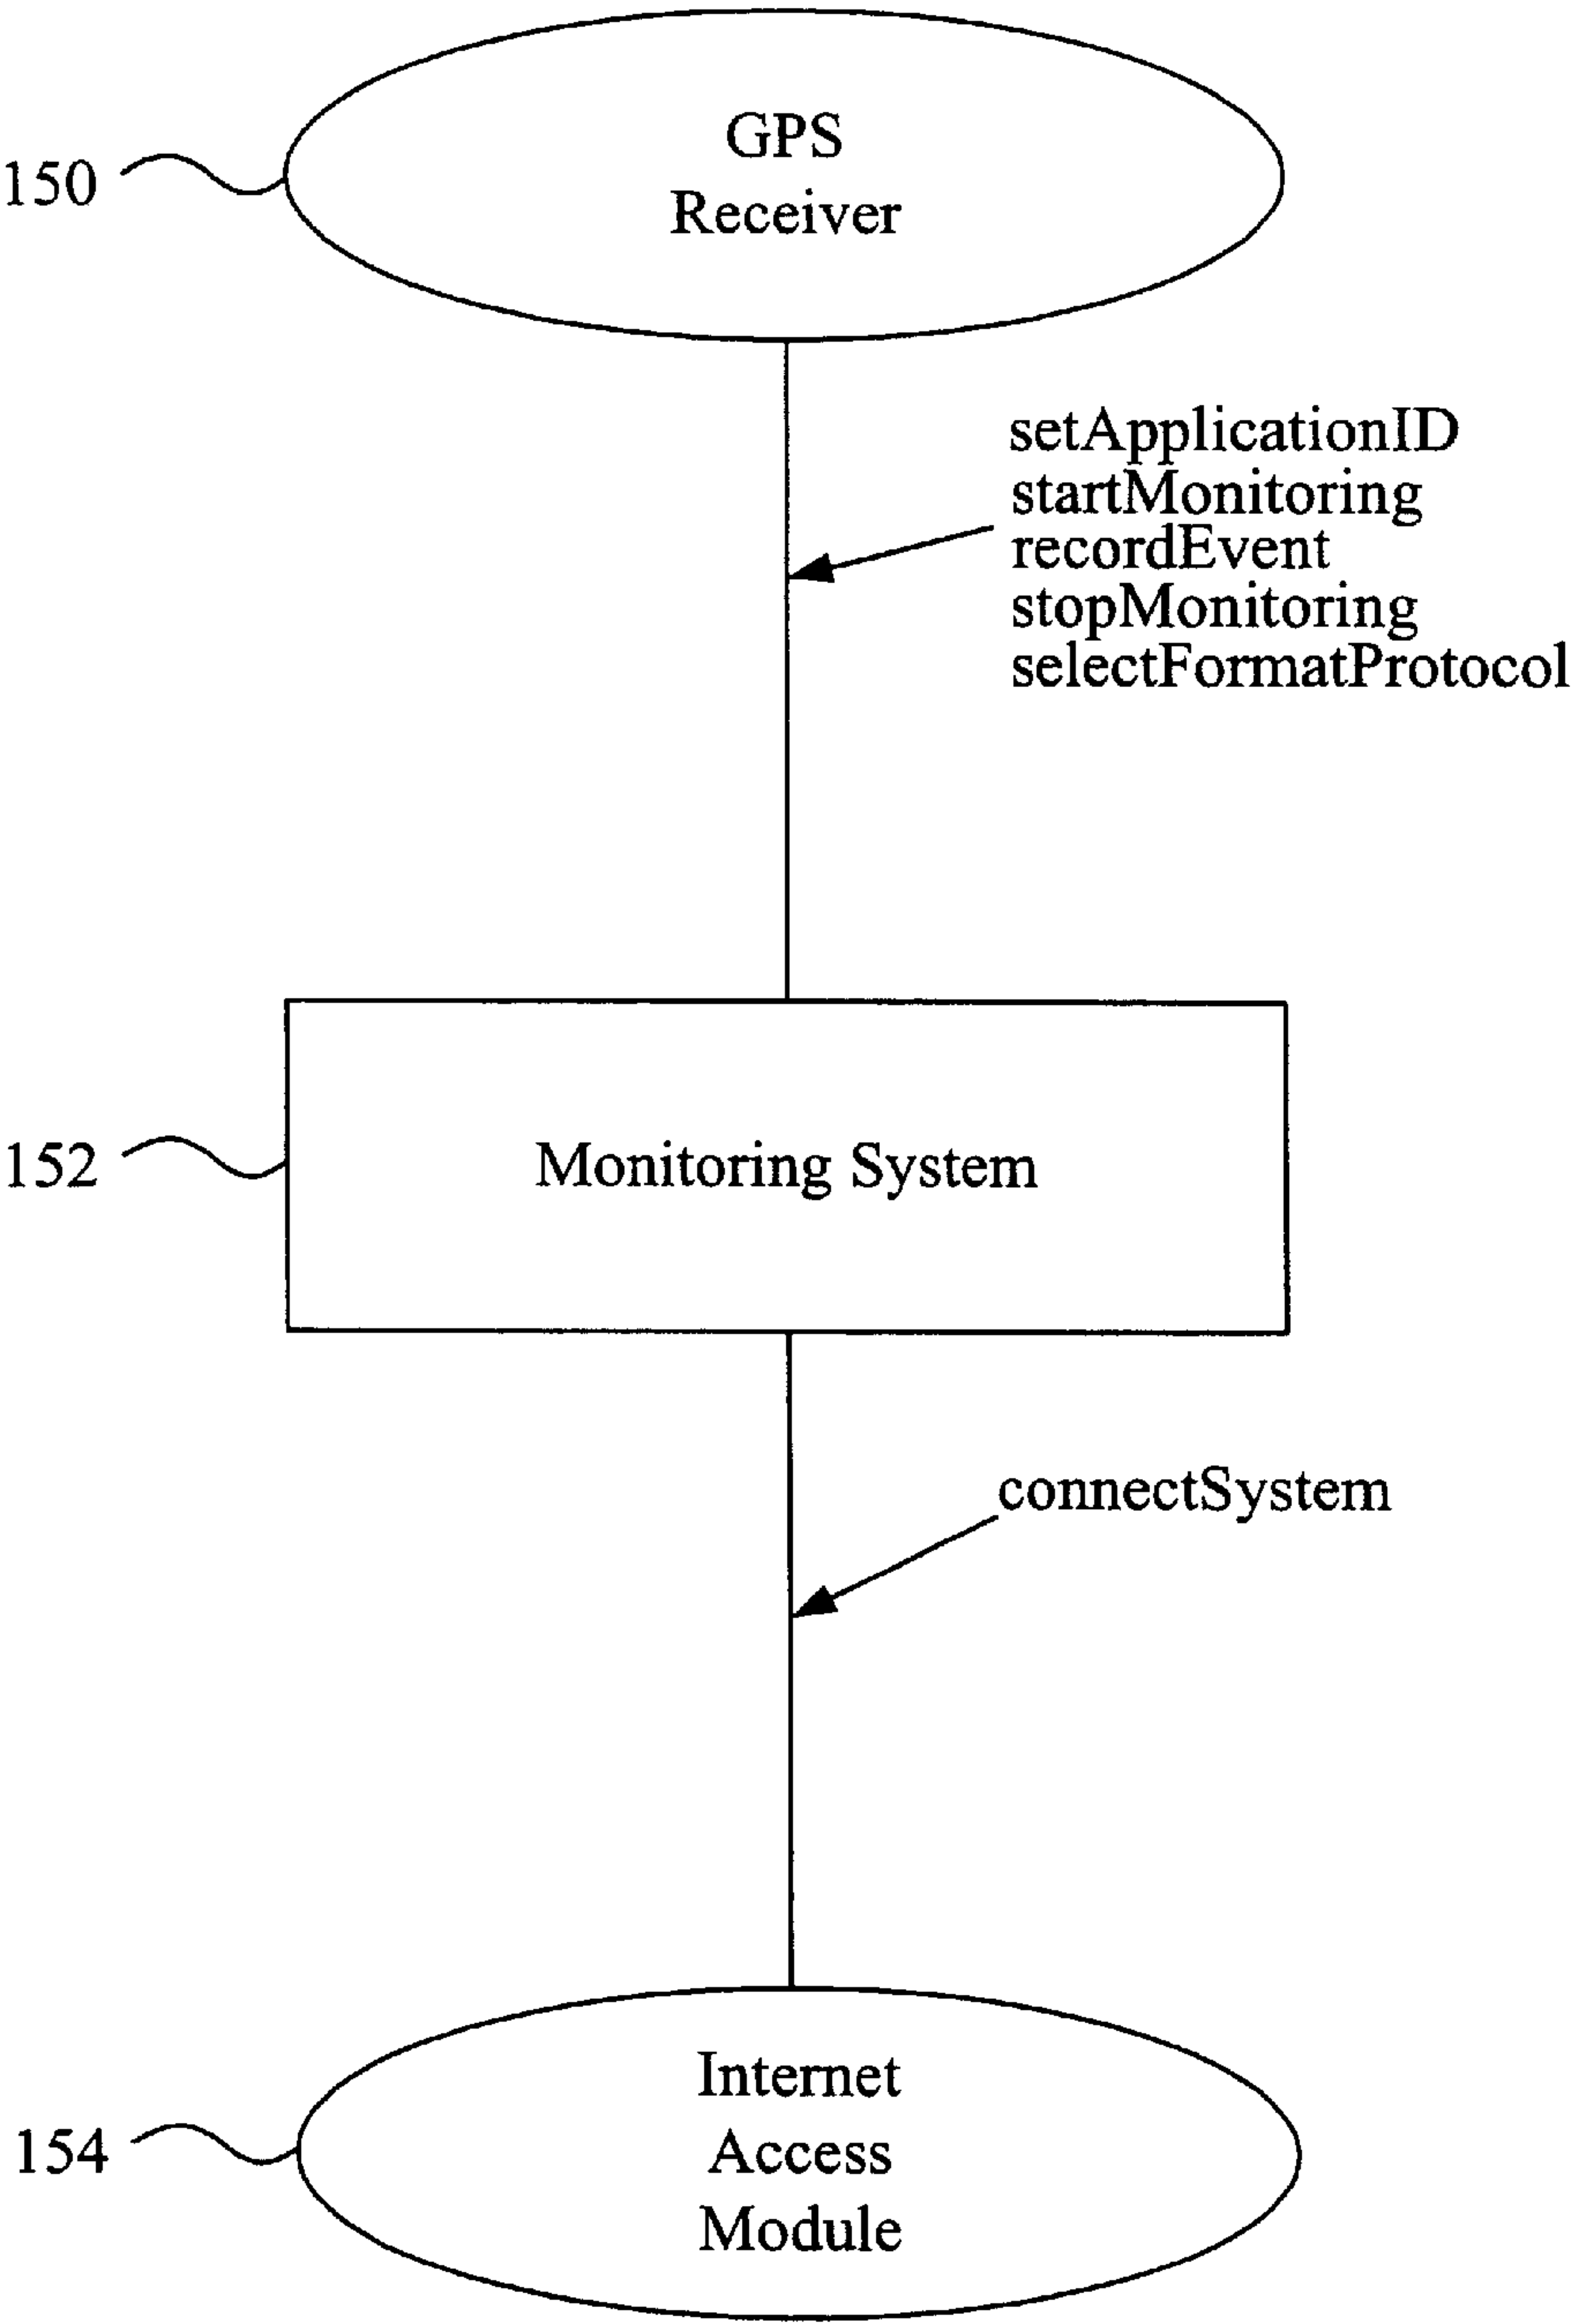 GPS
Receiver
150
setApplicationID
startMonitoring
recordEvent
stopMonitoring
selectFormatProtocol
152
Monitoring System
connectSystem
Internet
Access
Module
154